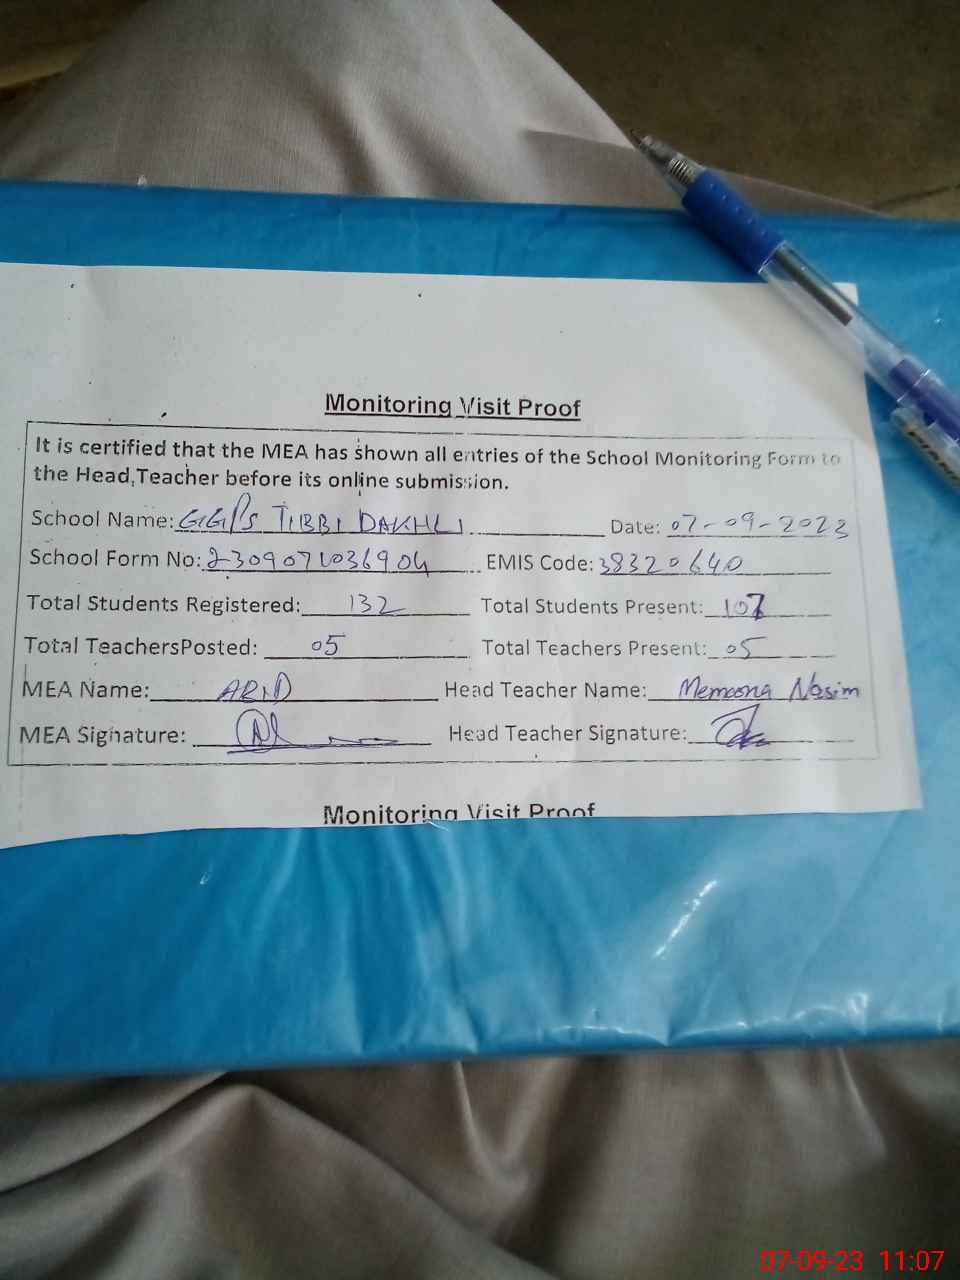 Monitoring Visit Proof
It is certified that the MEA has shown all entries of the School Monitoring Form to
the Head Teacher before its online submission.
School Name: GGPS TIBBI DAKHLI Date: 07-09-2023
School Form No: EMIS Code: 38320640
Total Students Registered: 132 Total Students Present: 107
Total TeachersPosted: 05 Total Teachers Present: 05
MEA Name: Head Teacher Name: Memoona Nasim
MEA Signature: Head Teacher Signature:
Monitoring Visit Proof
07-09-23 11:07